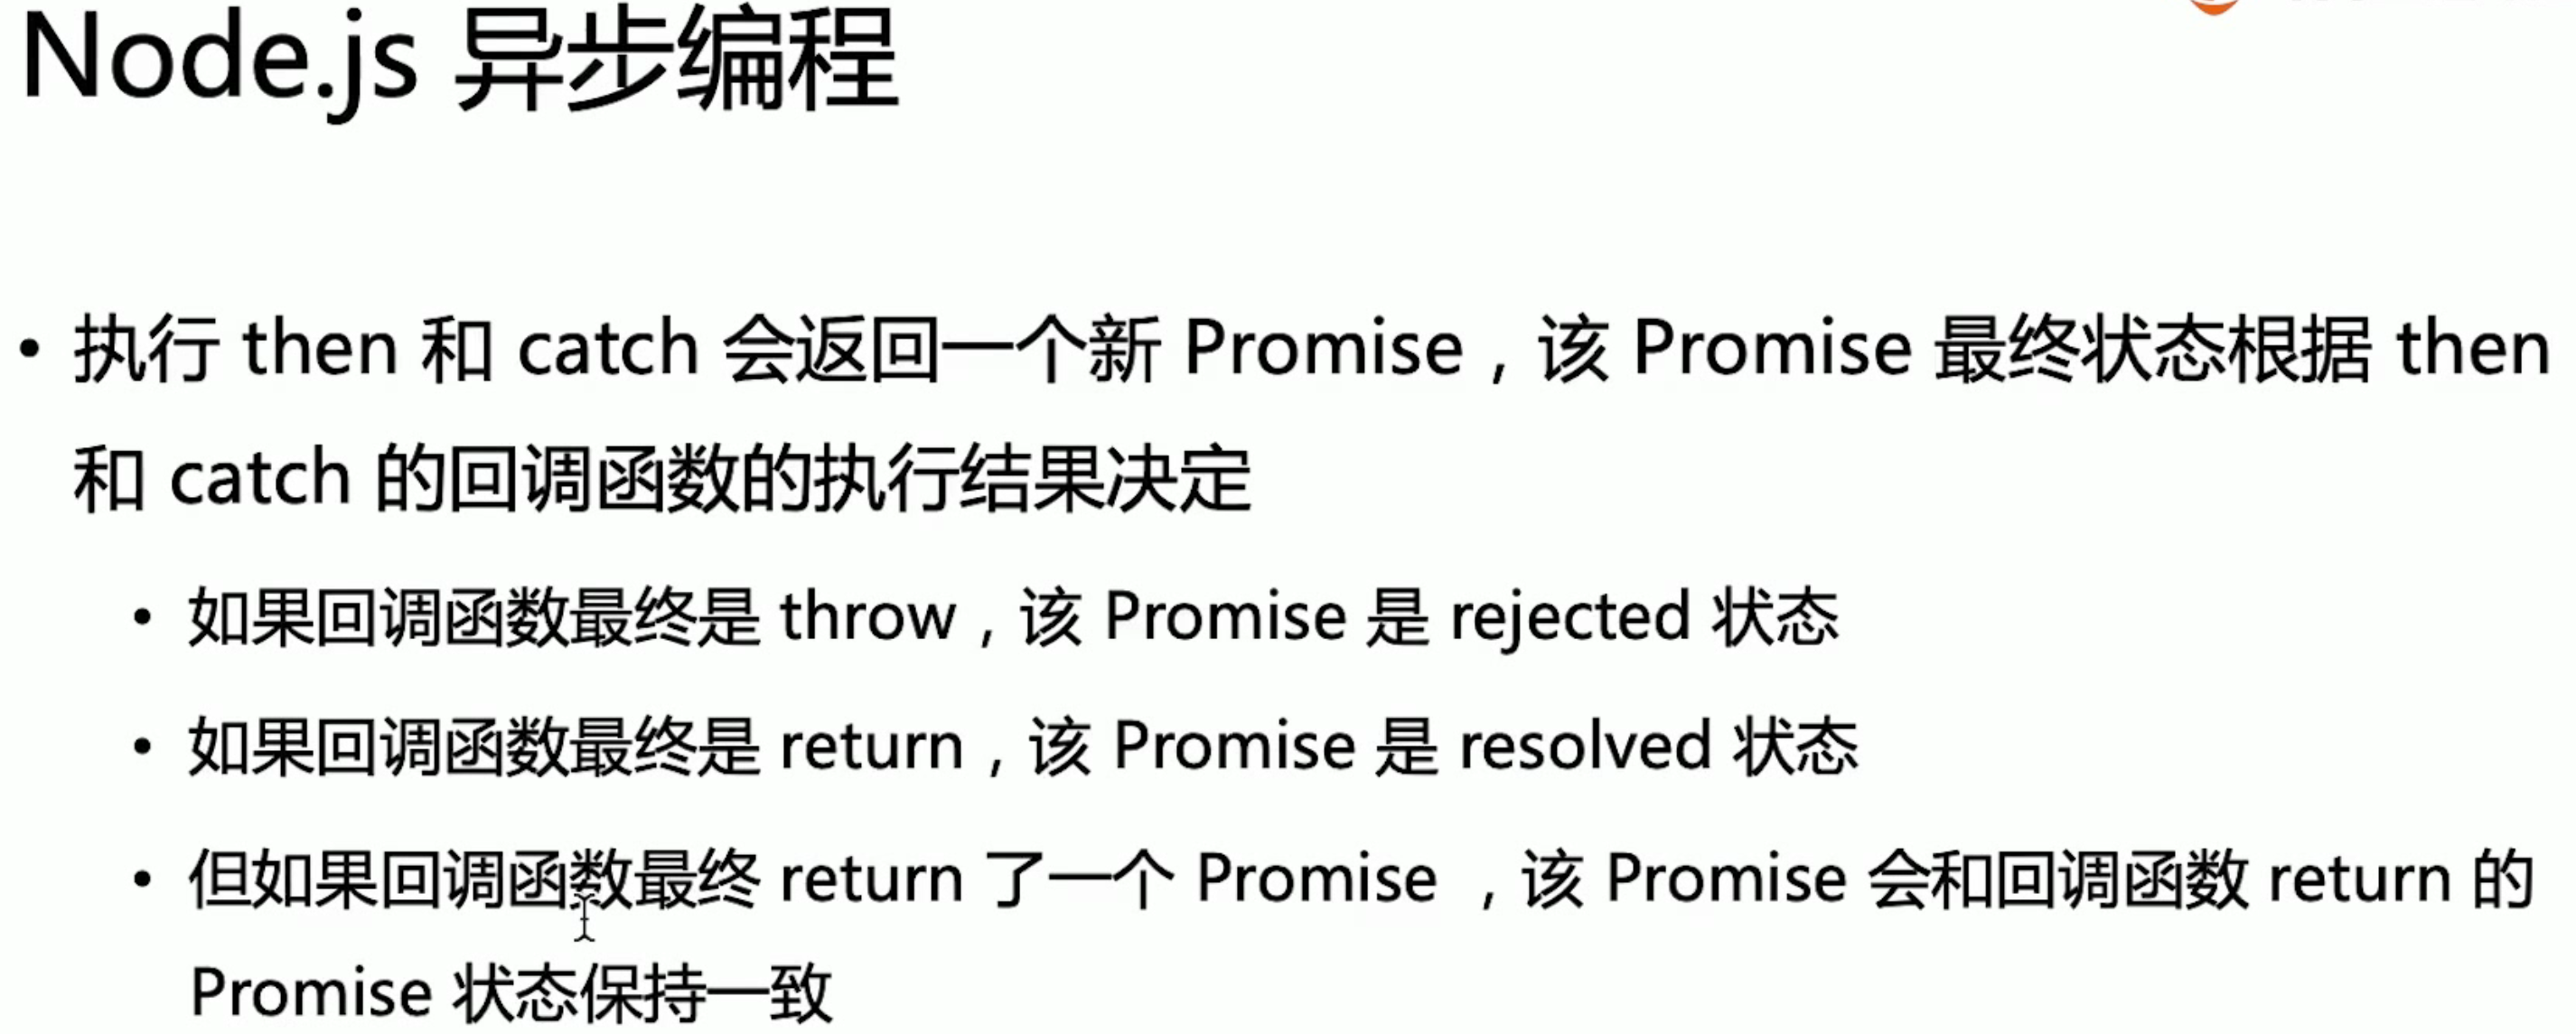 Node.js 异步编程
• 执行 then 和 catch 会返回一个新 Promise，该 Promise 最终状态根据 then
和 catch 的回调函数的执行结果决定
• 如果回调函数最终是 throw，该 Promise 是 rejected 状态
• 如果回调函数最终是 return，该 Promise 是 resolved 状态
• 但如果回调函数最终 return 了一个 Promise ，该 Promise 会和回调函数 return 的
Promise 状态保持一致